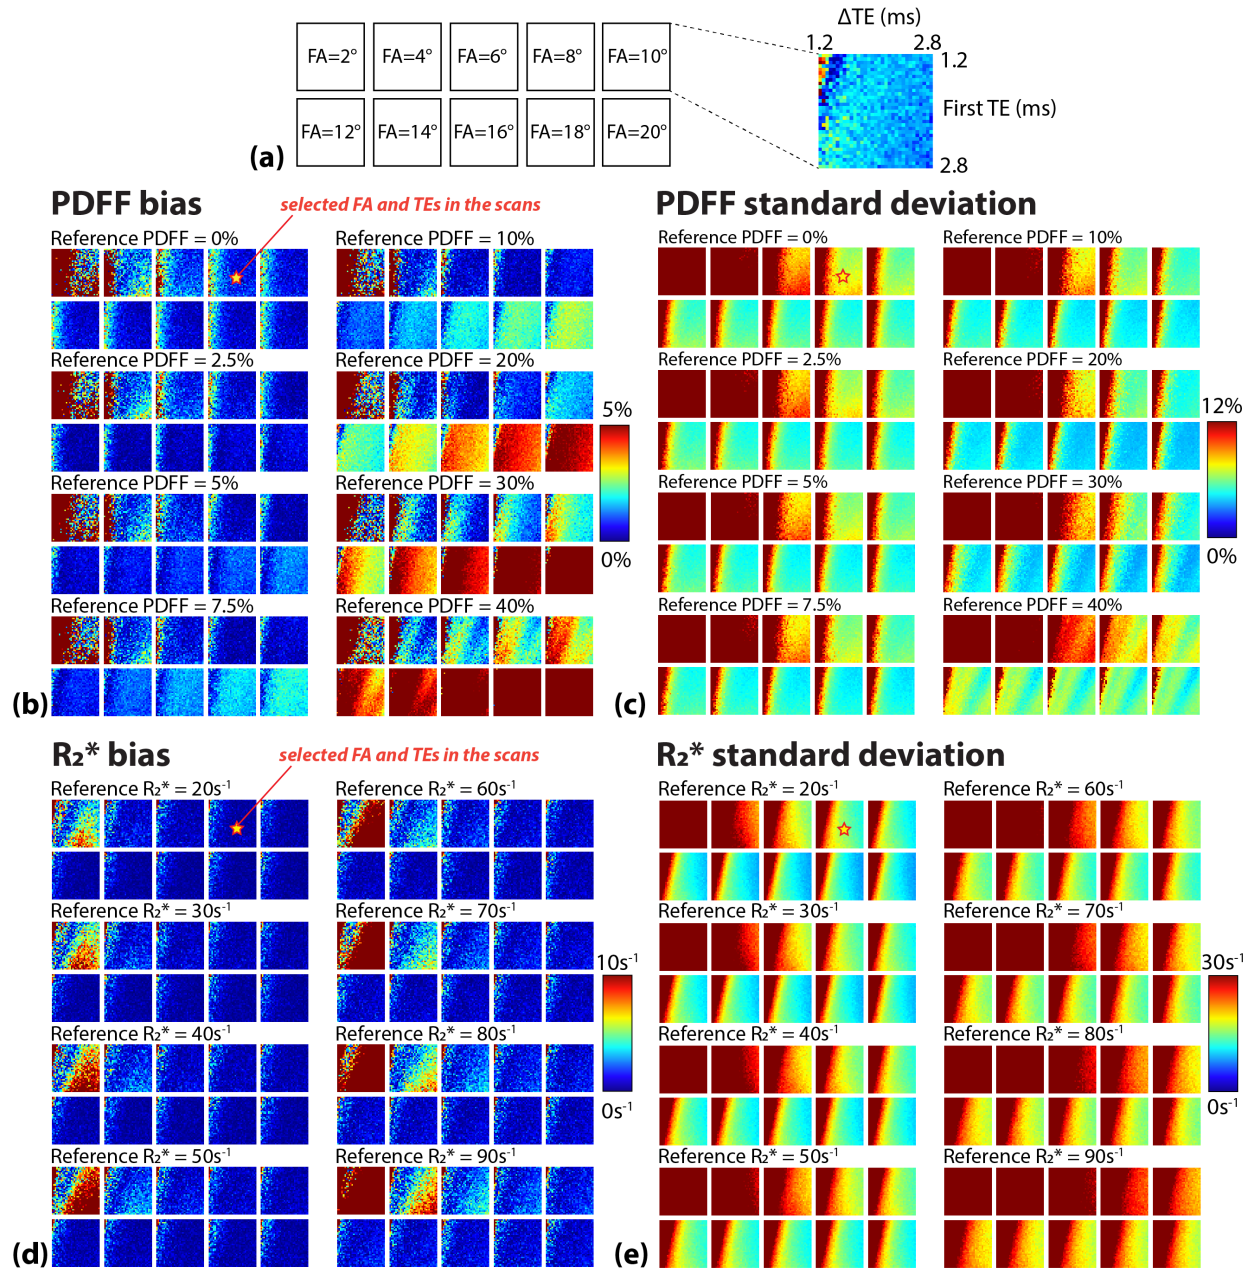 ΔTE (ms)
1.2 2.8
FA=2° FA=4° FA=6° FA=8° FA=10°
1.2
First TE (ms)
FA=12° FA=14° FA=16° FA=18° FA=20°
2.8
(a)
PDFF bias
selected FA and TEs in the scans
Reference PDFF = 0% Reference PDFF = 10%
Reference PDFF = 2.5% Reference PDFF = 20%
5%
Reference PDFF = 5% Reference PDFF = 30%
0%
Reference PDFF = 7.5% Reference PDFF = 40%
(b)
PDFF standard deviation
Reference PDFF = 0% Reference PDFF = 10%
Reference PDFF = 2.5% Reference PDFF = 20%
12%
Reference PDFF = 5% Reference PDFF = 30%
0%
Reference PDFF = 7.5% Reference PDFF = 40%
(c)
R₂* bias
selected FA and TEs in the scans
Reference R₂* = 20s⁻¹ Reference R₂* = 60s⁻¹
Reference R₂* = 30s⁻¹ Reference R₂* = 70s⁻¹
10s⁻¹
Reference R₂* = 40s⁻¹ Reference R₂* = 80s⁻¹
0s⁻¹
Reference R₂* = 50s⁻¹ Reference R₂* = 90s⁻¹
(d)
R₂* standard deviation
Reference R₂* = 20s⁻¹ Reference R₂* = 60s⁻¹
Reference R₂* = 30s⁻¹ Reference R₂* = 70s⁻¹
30s⁻¹
Reference R₂* = 40s⁻¹ Reference R₂* = 80s⁻¹
0s⁻¹
Reference R₂* = 50s⁻¹ Reference R₂* = 90s⁻¹
(e)